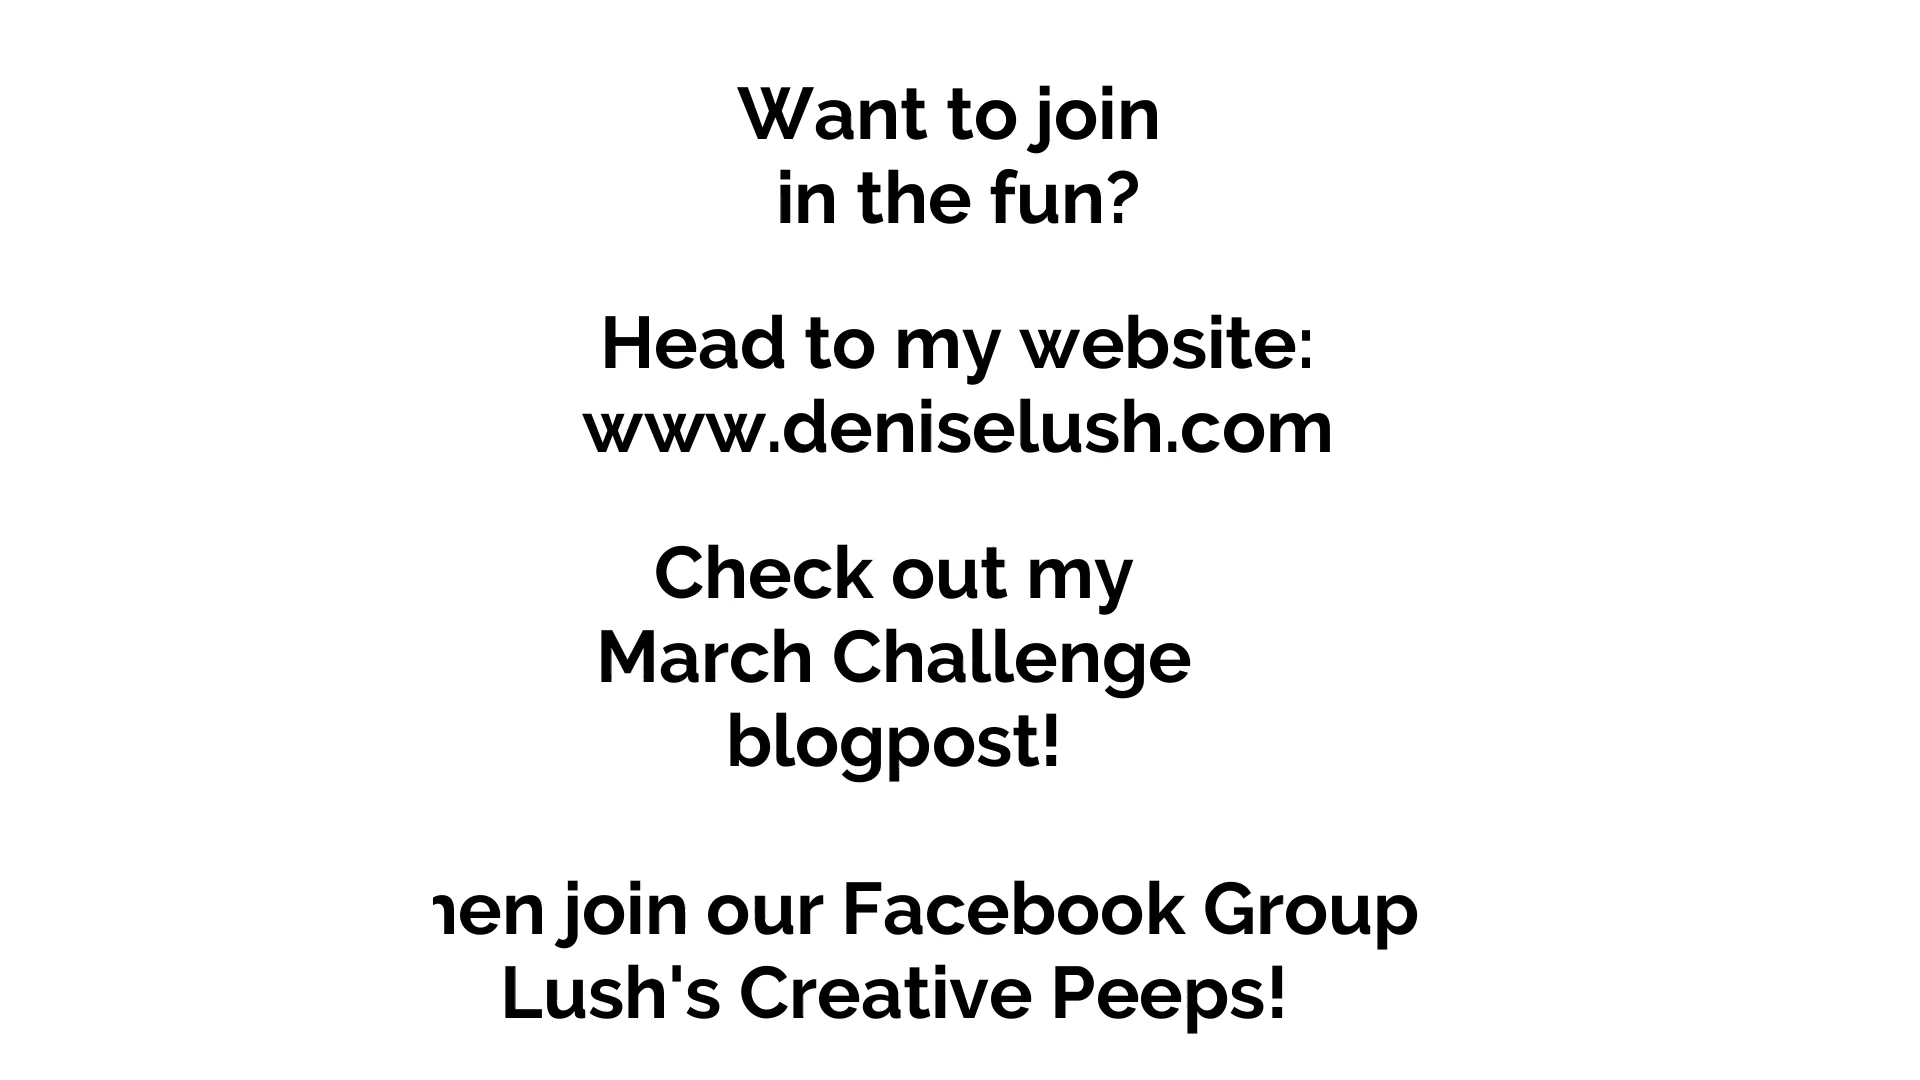 Want to join
in the fun?
Head to my website:
www.deniselush.com
Check out my
March Challenge
blogpost!
join our Facebook Group
Lush's Creative Peeps!